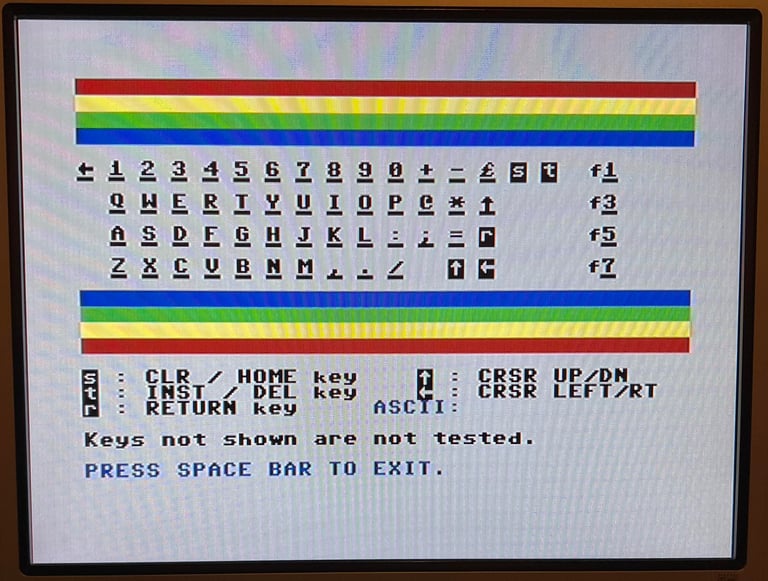 ← 1 2 3 4 5 6 7 8 9 0 + - £ s t f1
Q W E R T Y U I O P @ * ↑ f3
A S D F G H J K L : ; = r f5
Z X C V B N M , . / ↑ ← f7
s : CLR / HOME key ↑ : CRSR UP/DN
t : INST / DEL key ← : CRSR LEFT/RT
r : RETURN key ASCII:
Keys not shown are not tested.
PRESS SPACE BAR TO EXIT.